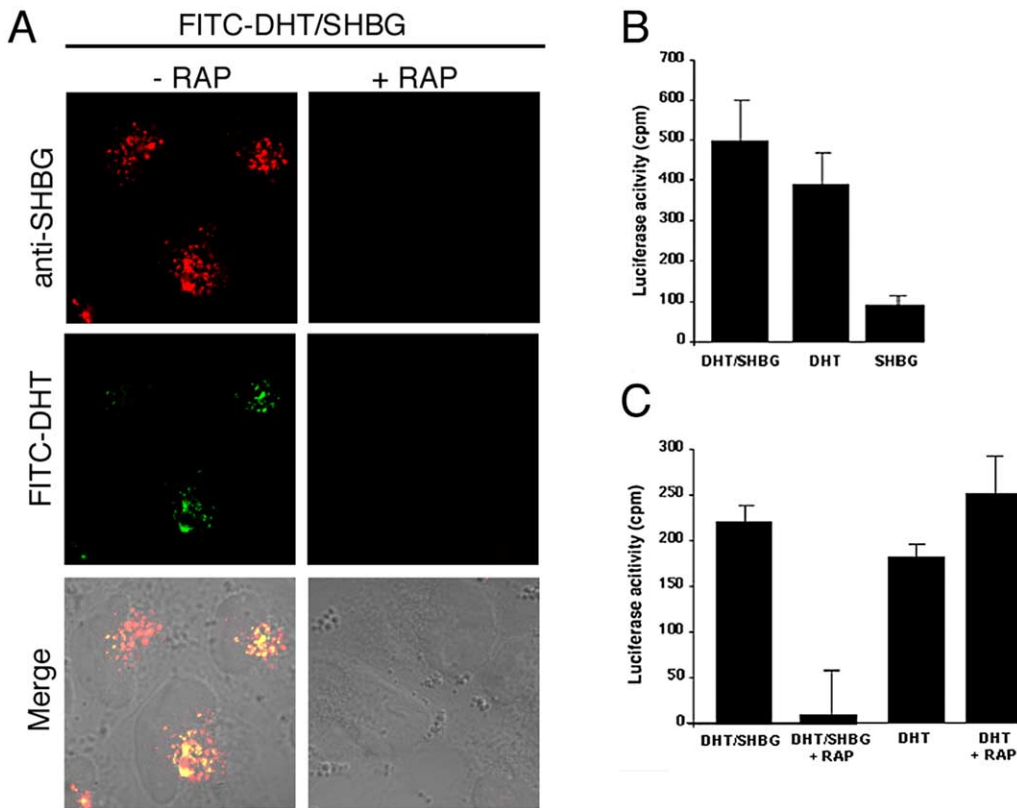 A
FITC-DHT/SHBG
- RAP
+ RAP
anti-SHBG
FITC-DHT
Merge
B
Luciferase acitvity (cpm)
700
600
500
400
300
200
100
0
DHT/SHBG
DHT
SHBG
C
Luciferase acitivity (cpm)
300
250
200
150
100
50
0
DHT/SHBG
DHT/SHBG
+ RAP
DHT
DHT
+ RAP